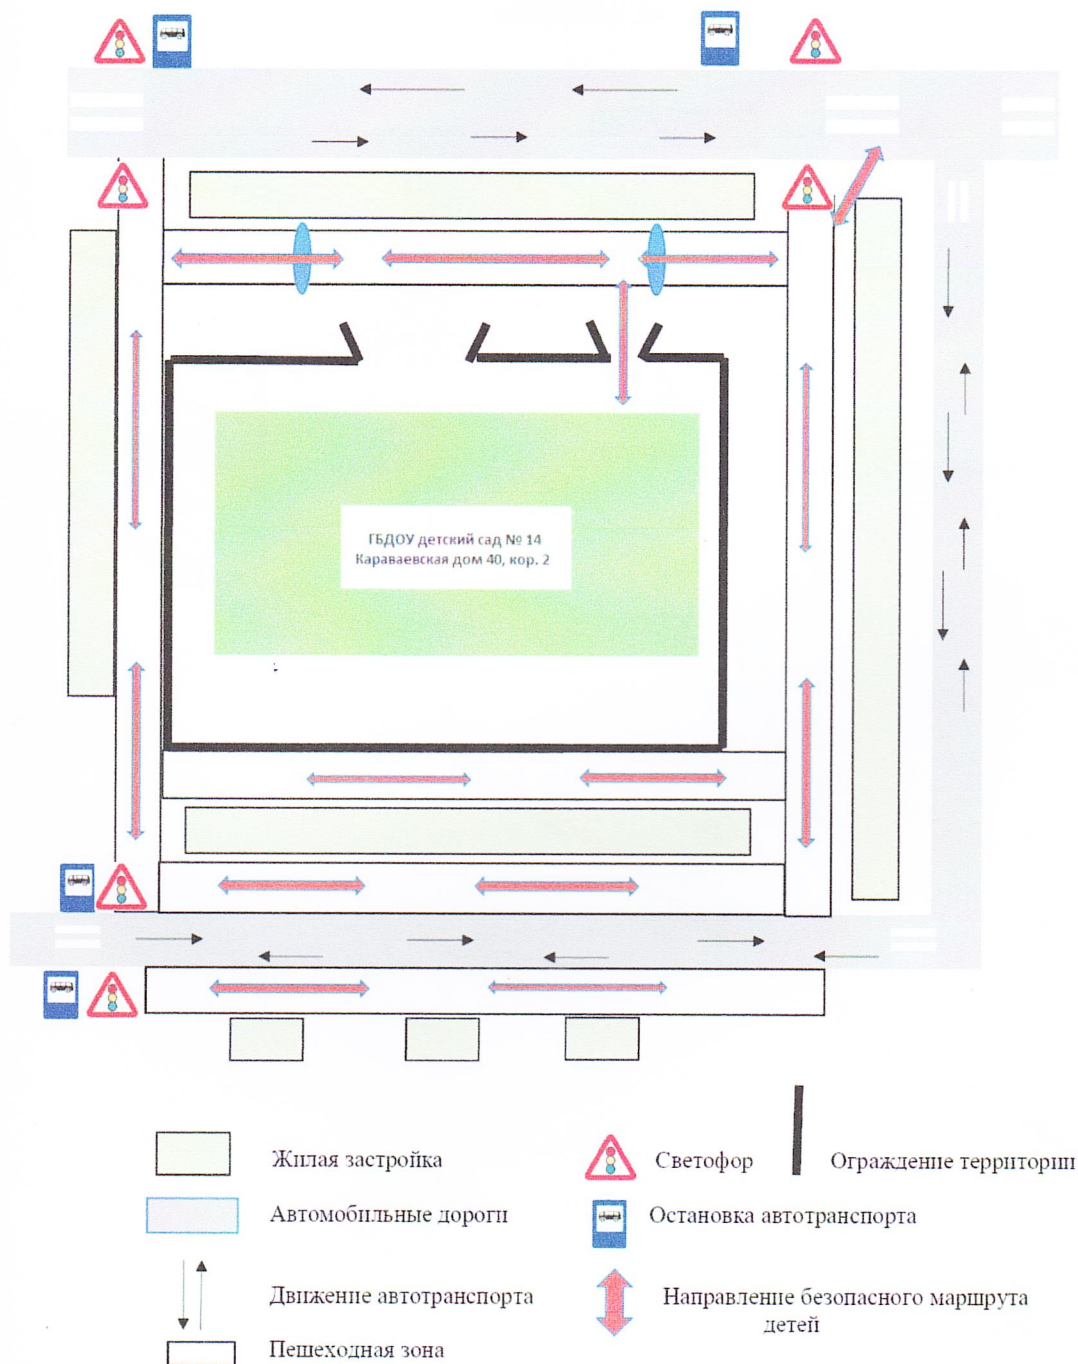 ГБДОУ детский сад № 14
Караваевская дом 40, кор. 2
Жилая застройка
Светофор
Ограждение территории
Автомобильные дороги
Остановка автотранспорта
Движение автотранспорта
Направление безопасного маршрута
детей
Пешеходная зона